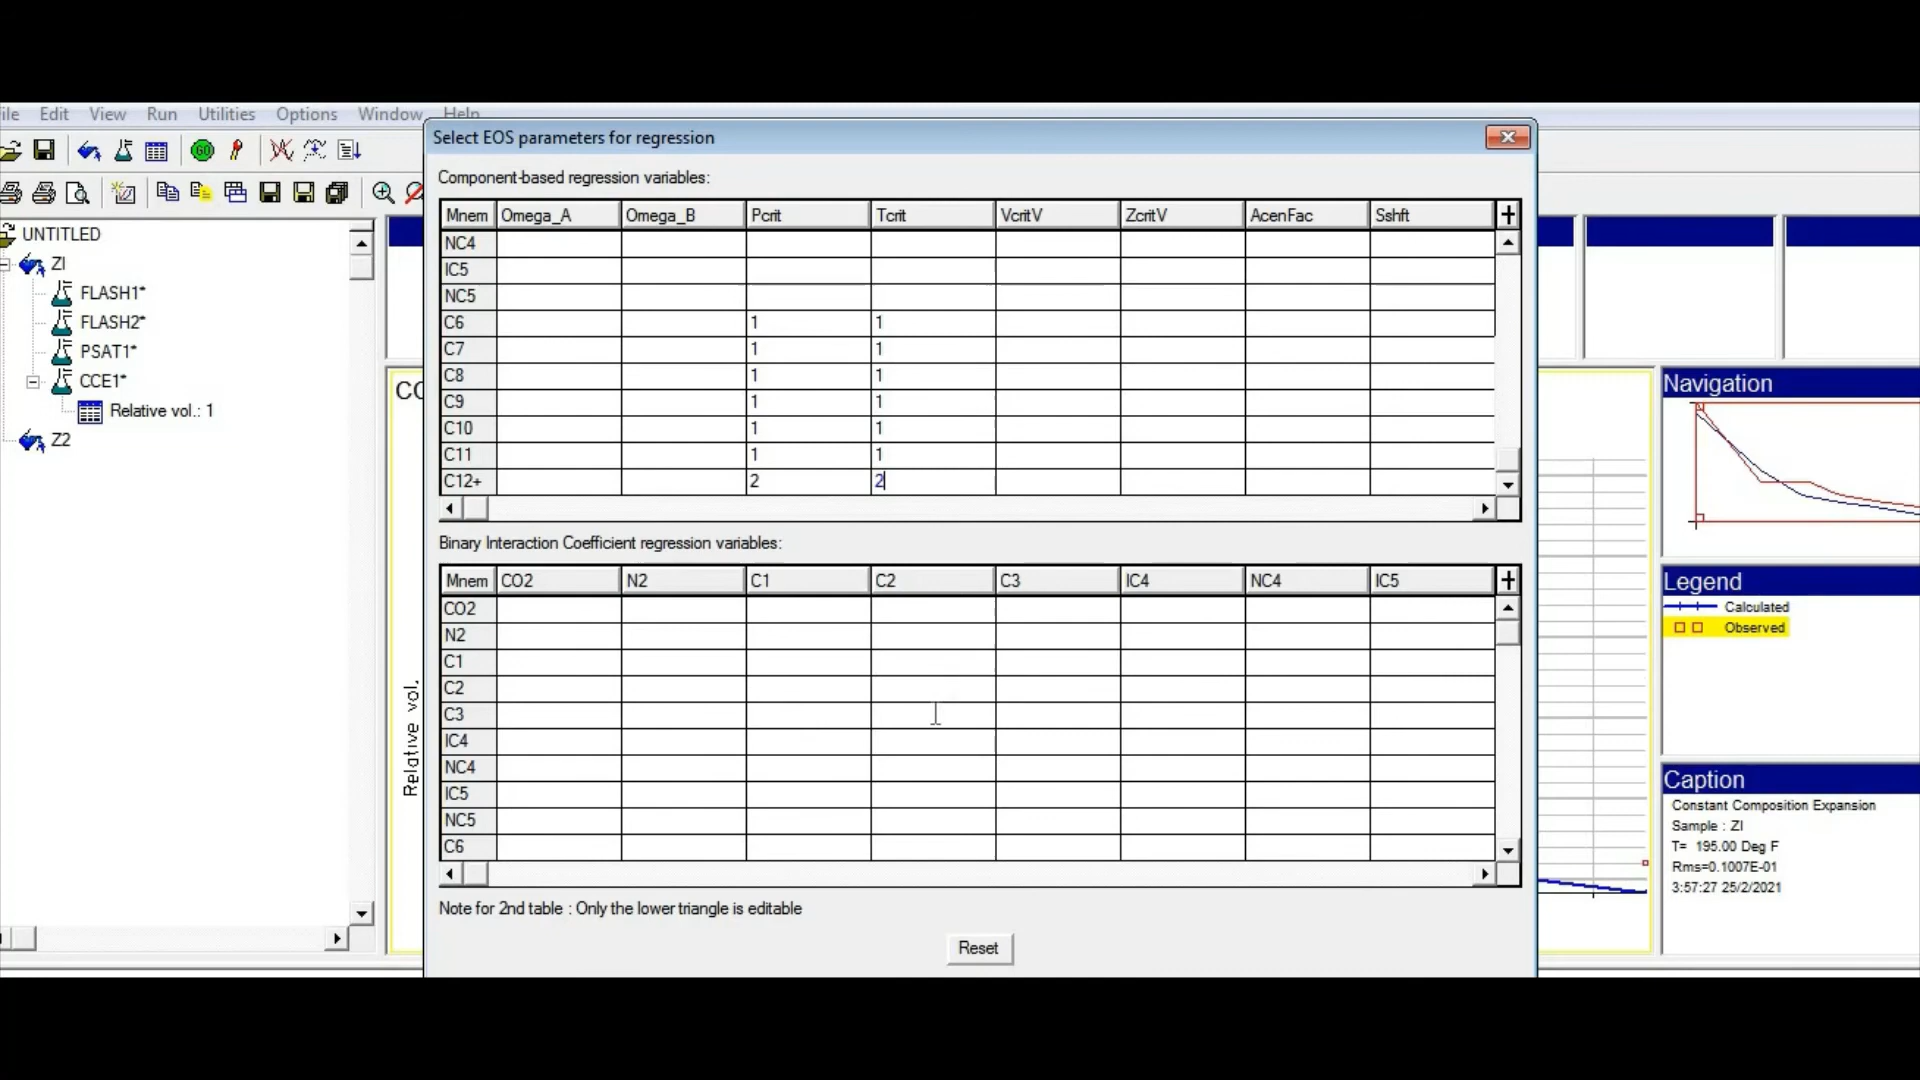 ile Edit View Run Utilities Options Window Help
Select EOS parameters for regression
Component-based regression variables:
Mnem Omega_A Omega_B Pcrit Tcrit VcritV ZcritV AcenFac Sshft +
NC4
IC5
NC5
C6 1 1
C7 1 1
C8 1 1
C9 1 1
C10 1 1
C11 1 1
C12+ 2 2
Binary Interaction Coefficient regression variables:
Mnem CO2 N2 C1 C2 C3 IC4 NC4 IC5 +
CO2
N2
C1
C2
C3
IC4
NC4
IC5
NC5
C6
Note for 2nd table : Only the lower triangle is editable
Reset
GO
UNTITLED
ZI
FLASH1*
FLASH2*
PSAT1*
CCE1*
Relative vol.: 1
Z2
CO
Relative vol.
Navigation
Legend
Calculated
Observed
Caption
Constant Composition Expansion
Sample : ZI
T= 195.00 Deg F
Rms=0.1007E-01
3:57:27 25/2/2021